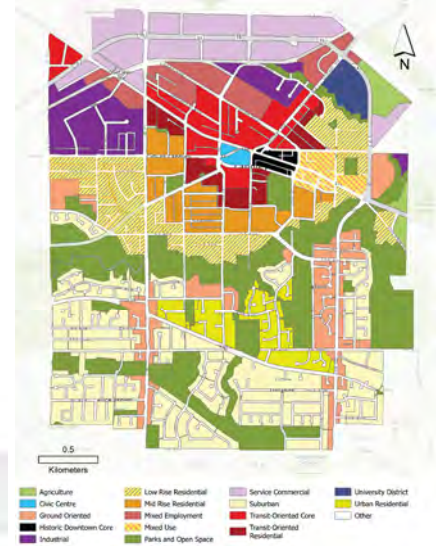 N
0.5
Kilometers
Agriculture
Civic Centre
Ground Oriented
Historic Downtown Core
Industrial
Low Rise Residential
Mid Rise Residential
Mixed Employment
Mixed Use
Parks and Open Space
Service Commercial
Suburban
Transit-Oriented Core
Transit-Oriented
Residential
University District
Urban Residential
Other